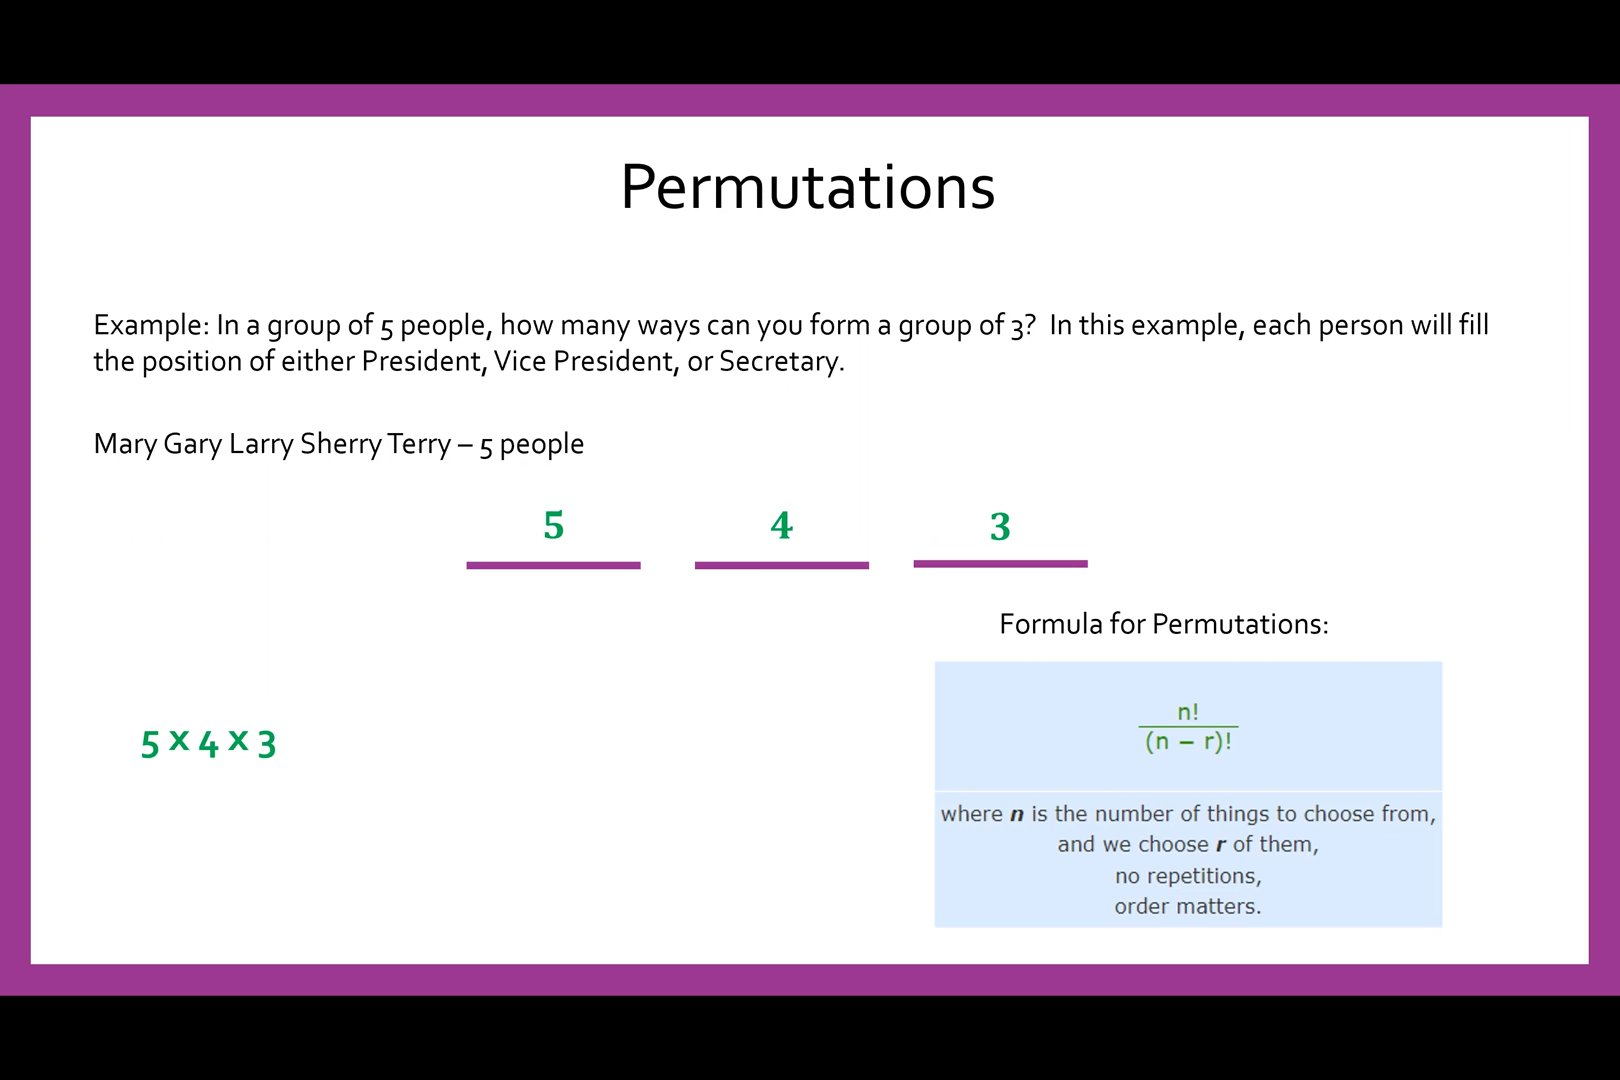 Permutations
Example: In a group of 5 people, how many ways can you form a group of 3?  In this example, each person will fill
the position of either President, Vice President, or Secretary.
Mary Gary Larry Sherry Terry – 5 people
5 4 3
Formula for Permutations:
n!
(n − r)!
5 x 4 x 3
where n is the number of things to choose from,
and we choose r of them,
no repetitions,
order matters.